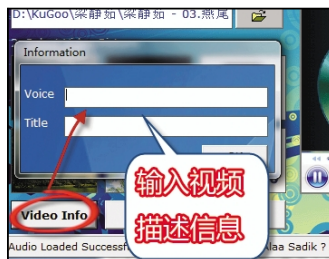 D:\KuGoo\梁静如\梁静如 - 03.燕尾
Information
Voice
Title
输入视频
描述信息
Video Info
Audio Loaded Successf
Alaa Sadik ?